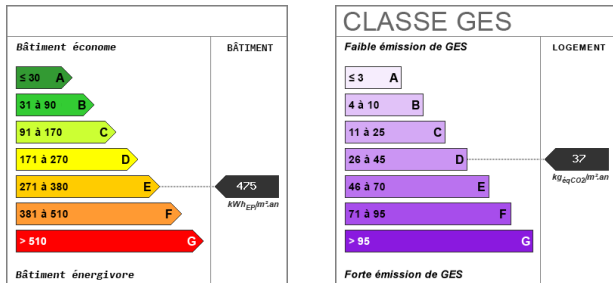 Bâtiment économe
BÂTIMENT
≤ 30 A
31 à 90 B
91 à 170 C
171 à 270 D
271 à 380 E
475
kWhEP/m².an
381 à 510 F
> 510 G
Bâtiment énergivore
CLASSE GES
Faible émission de GES
LOGEMENT
≤ 3 A
4 à 10 B
11 à 25 C
26 à 45 D
37
kgéqCO2/m².an
46 à 70 E
71 à 95 F
> 95 G
Forte émission de GES